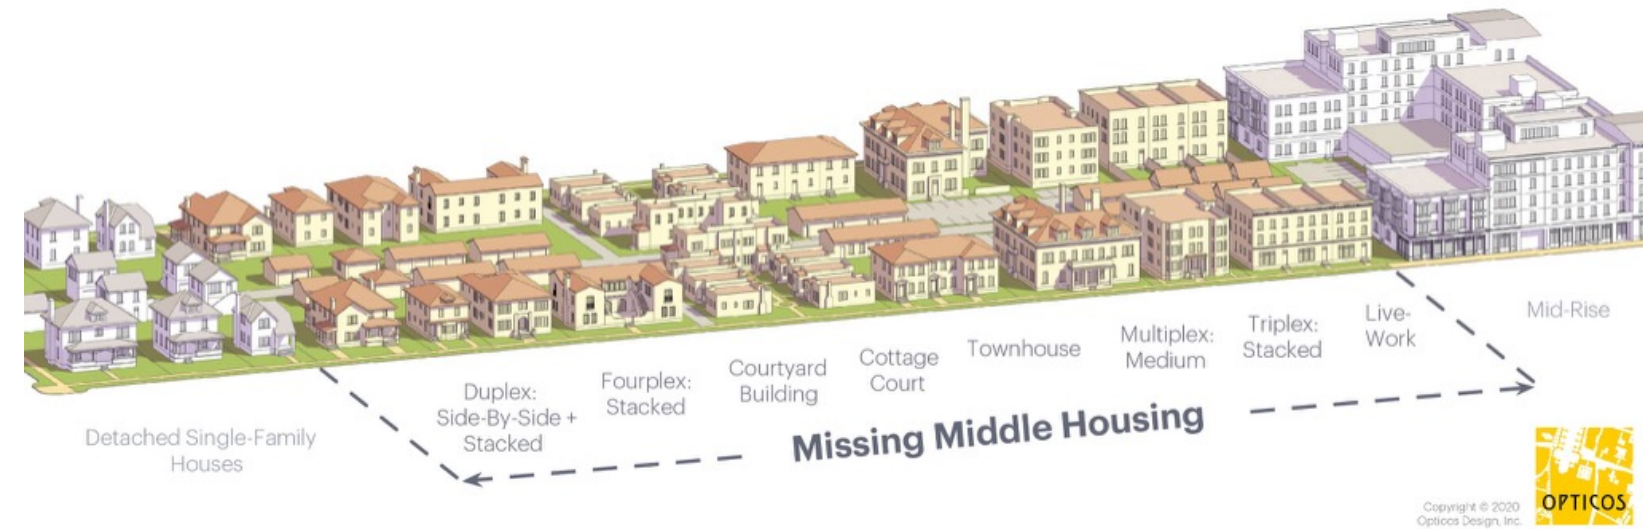 Detached Single-Family
Houses
Duplex:
Side-By-Side +
Stacked
Fourplex:
Stacked
Courtyard
Building
Cottage
Court
Townhouse
Multiplex:
Medium
Triplex:
Stacked
Live-
Work
Mid-Rise
Missing Middle Housing
Copyright © 2020
Opticos Design, Inc.
OPTICOS